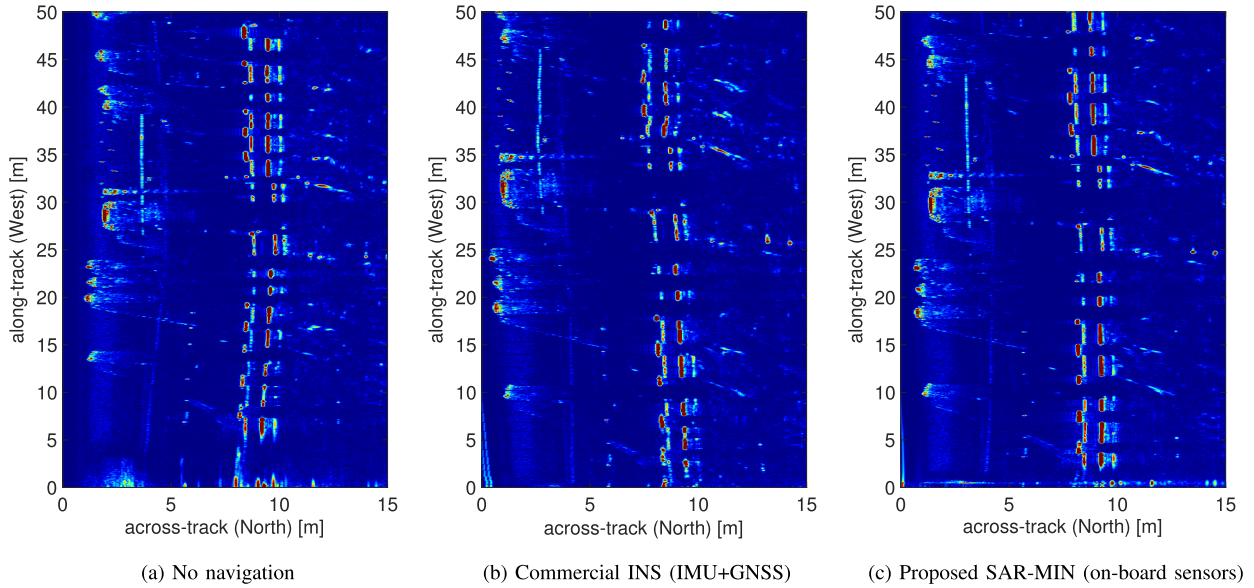 50
45
40
35
30
25
20
15
10
5
0
along-track (West) [m]
0 5 10 15
across-track (North) [m]
(a) No navigation
50
45
40
35
30
25
20
15
10
5
0
along-track (West) [m]
0 5 10 15
across-track (North) [m]
(b) Commercial INS (IMU+GNSS)
50
45
40
35
30
25
20
15
10
5
0
along-track (West) [m]
0 5 10 15
across-track (North) [m]
(c) Proposed SAR-MIN (on-board sensors)